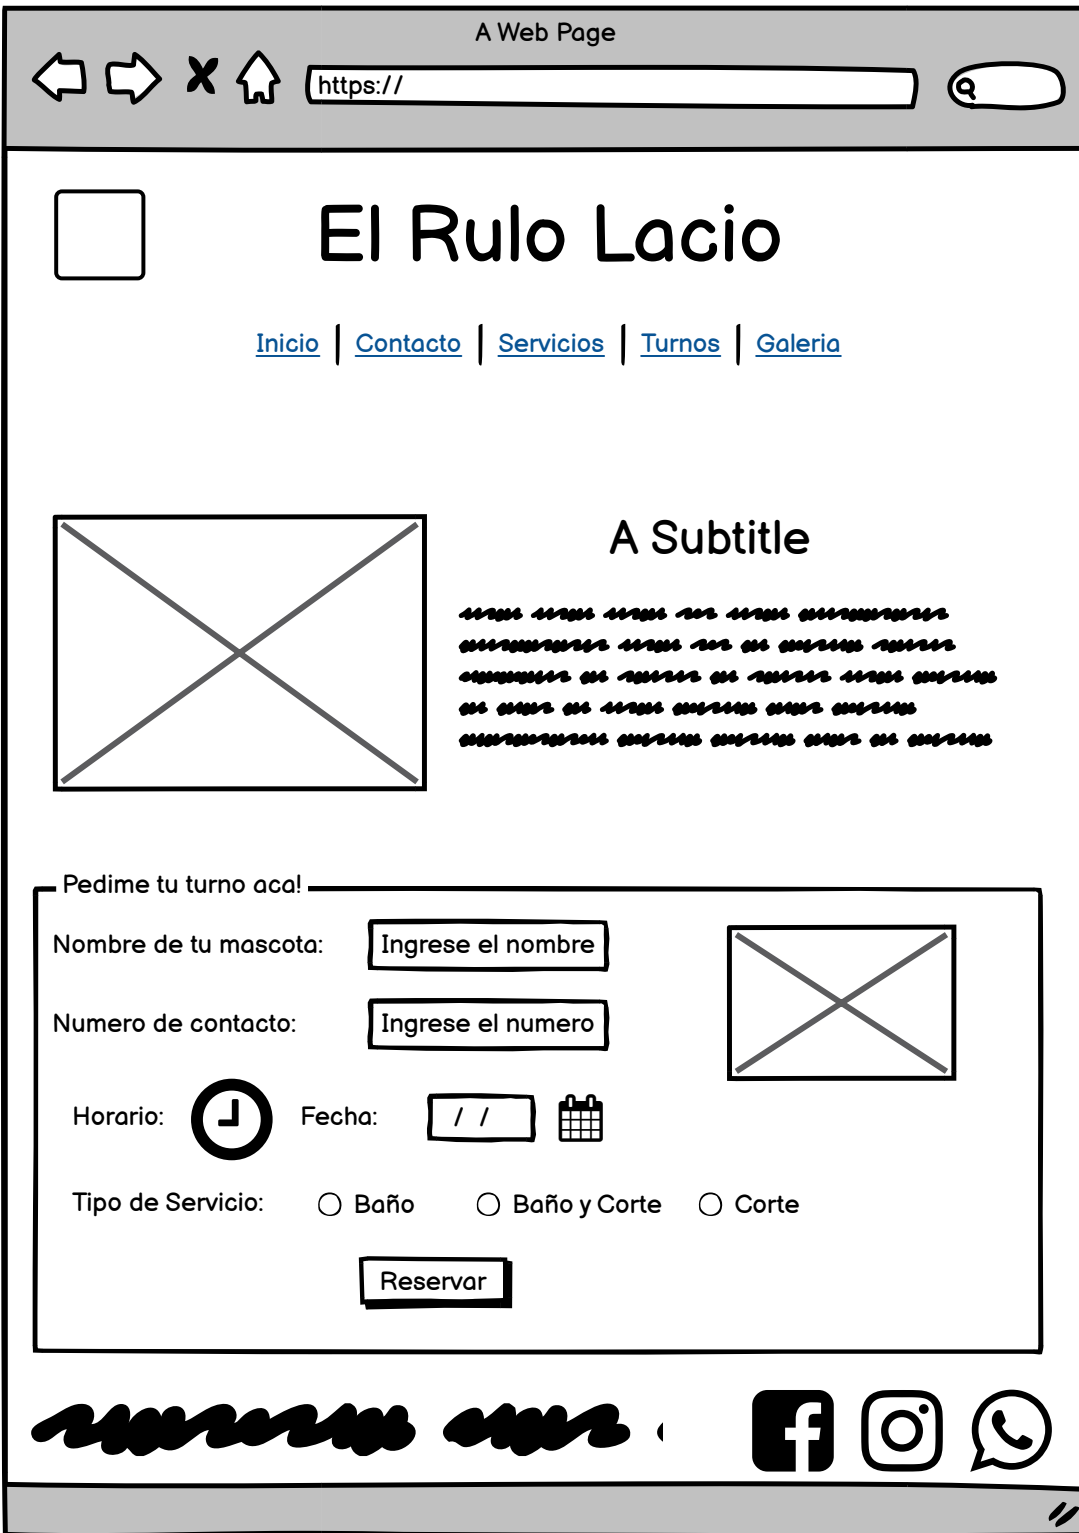 A Web Page
https://
El Rulo Lacio
Inicio | Contacto | Servicios | Turnos | Galeria
A Subtitle
Pedime tu turno aca!
Nombre de tu mascota: Ingrese el nombre
Numero de contacto: Ingrese el numero
Horario: Fecha: / /
Tipo de Servicio: Baño Baño y Corte Corte
Reservar